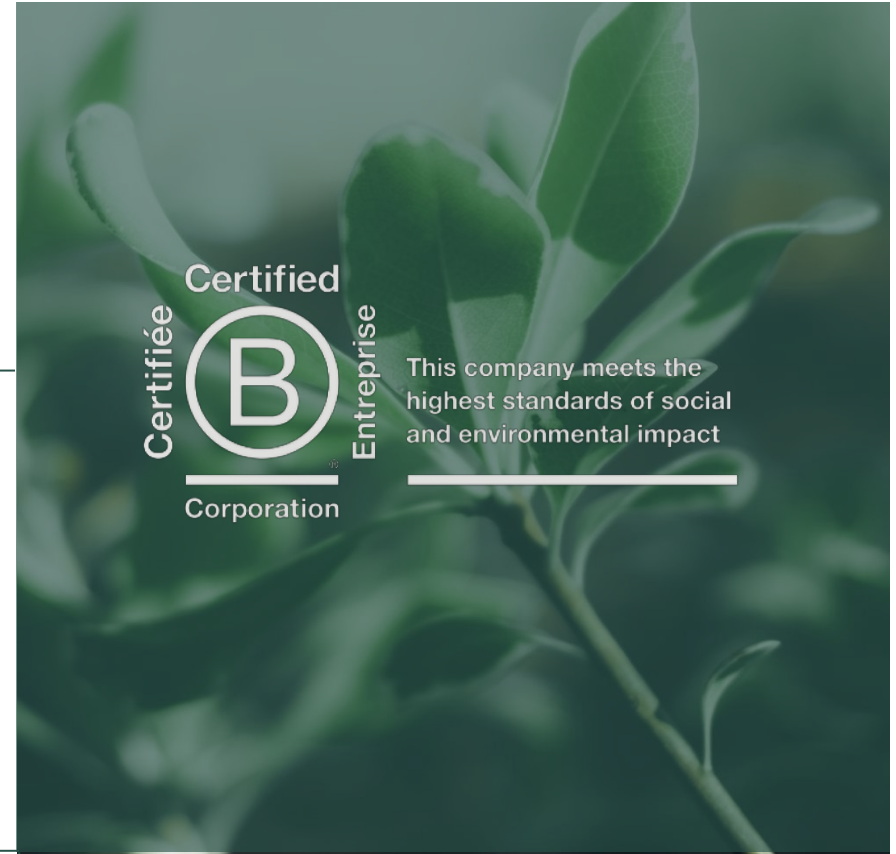 Certified
Certifiée
B
Entreprise
Corporation
This company meets the
highest standards of social
and environmental impact